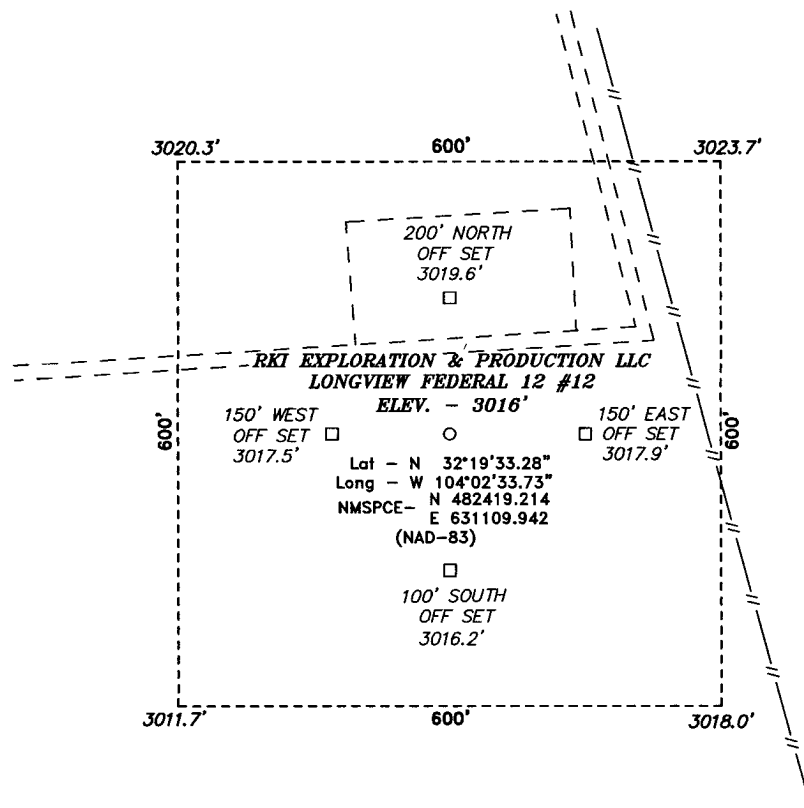 3020.3'
600'
3023.7'
200' NORTH
OFF SET
3019.6'
RKI EXPLORATION & PRODUCTION LLC
LONGVIEW FEDERAL 12 #12
ELEV. - 3016'
600'
150' WEST
OFF SET
3017.5'
150' EAST
OFF SET
3017.9'
600'
Lat - N 32°19'33.28"
Long - W 104°02'33.73"
NMSPCE- N 482419.214
E 631109.942
(NAD-83)
100' SOUTH
OFF SET
3016.2'
3011.7'
600'
3018.0'